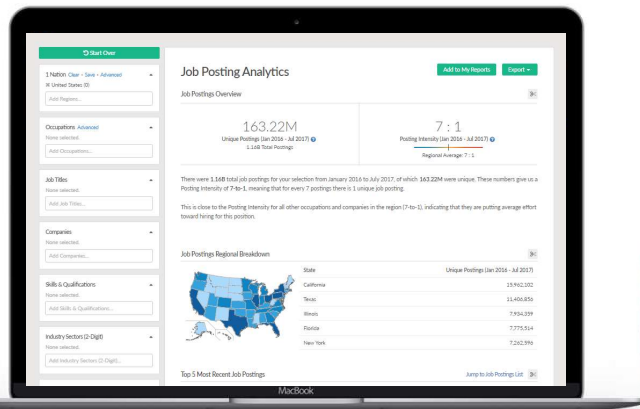 Start Over
1 Nation Clear - Save - Advanced
United States (0)
Add Regions...
Occupations Advanced
None selected.
Add Occupations...
Job Titles
None selected.
Add Job Titles...
Companies
None selected.
Add Companies...
Skills & Qualifications
None selected.
Add Skills & Qualifications...
Industry Sectors (2-Digit)
None selected.
Add Industry Sectors (2-Digit)...
Job Posting Analytics
Add to My Reports
Export
Job Postings Overview
163.22M
Unique Postings (Jan 2016 - Jul 2017)
1.16B Total Postings
7 : 1
Posting Intensity (Jan 2016 - Jul 2017)
Regional Average: 7 : 1
There were 1.16B total job postings for your selection from January 2016 to July 2017, of which 163.22M were unique. These numbers give us a
Posting Intensity of 7-to-1, meaning that for every 7 postings there is 1 unique job posting.
This is close to the Posting Intensity for all other occupations and companies in the region (7-to-1), indicating that they are putting average effort
toward hiring for this position.
Job Postings Regional Breakdown
State Unique Postings (Jan 2016 - Jul 2017)
California 15,962,102
Texas 11,406,856
Illinois 7,934,359
Florida 7,775,514
New York 7,262,596
Top 5 Most Recent Job Postings
Jump to Job Postings List
MacBook